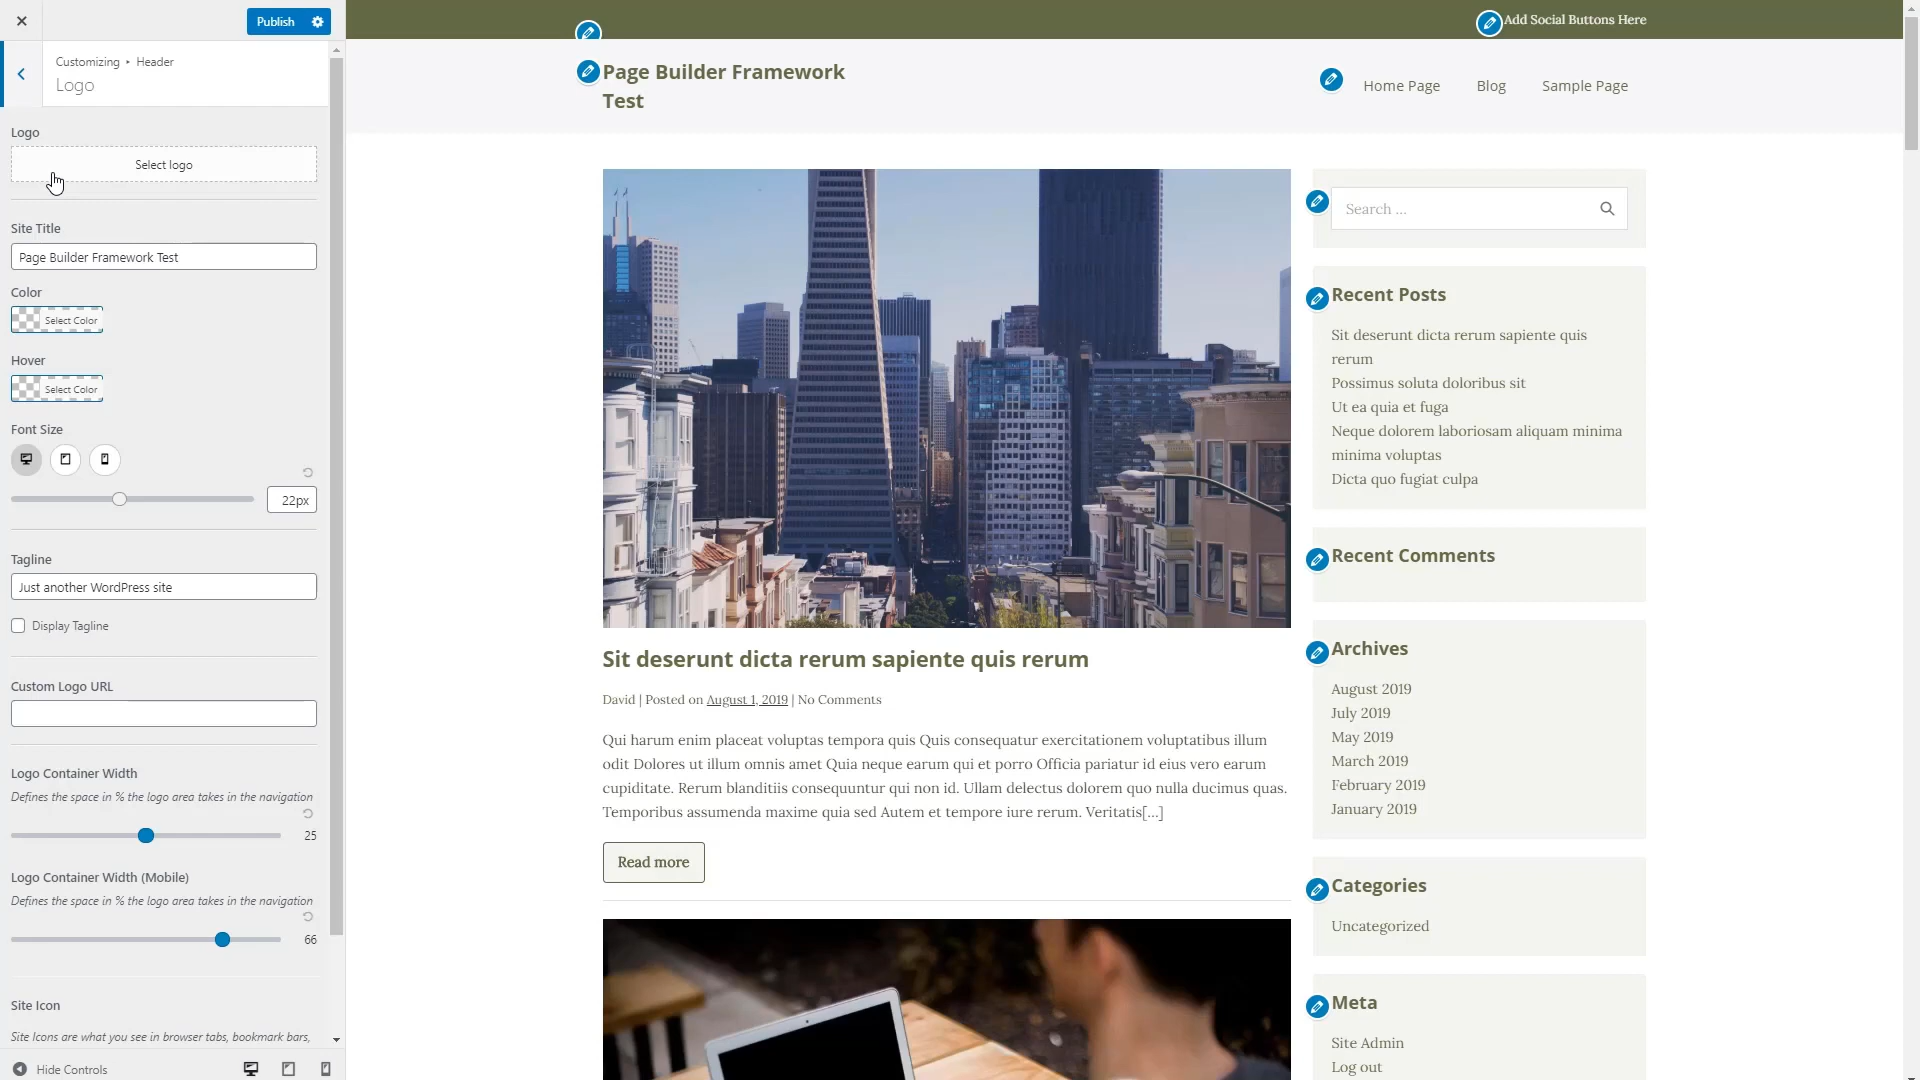 Publish
Customizing ▸ Header
Logo
Logo
Select logo
Site Title
Page Builder Framework Test
Color
Select Color
Hover
Select Color
Font Size
22px
Tagline
Just another WordPress site
Display Tagline
Custom Logo URL
Logo Container Width
Defines the space in % the logo area takes in the navigation
25
Logo Container Width (Mobile)
Defines the space in % the logo area takes in the navigation
66
Site Icon
Site Icons are what you see in browser tabs, bookmark bars,
Hide Controls
Add Social Buttons Here
Page Builder Framework
Test
Home Page
Blog
Sample Page
Sit deserunt dicta rerum sapiente quis rerum
David | Posted on August 1, 2019 | No Comments
Qui harum enim placeat voluptas tempora quis Quis consequatur exercitationem voluptatibus illum
odit Dolores ut illum omnis amet Quia neque earum qui et porro Officia pariatur id eius vero earum
cupiditate. Rerum blanditiis consequuntur qui non id. Ullam delectus dolorem quo nulla ducimus quas.
Temporibus assumenda maxime quia sed Autem et tempore iure rerum. Veritatis[...]
Read more
Search ...
Recent Posts
Sit deserunt dicta rerum sapiente quis
rerum
Possimus soluta doloribus sit
Ut ea quia et fuga
Neque dolorem laboriosam aliquam minima
minima voluptas
Dicta quo fugiat culpa
Recent Comments
Archives
August 2019
July 2019
May 2019
March 2019
February 2019
January 2019
Categories
Uncategorized
Meta
Site Admin
Log out